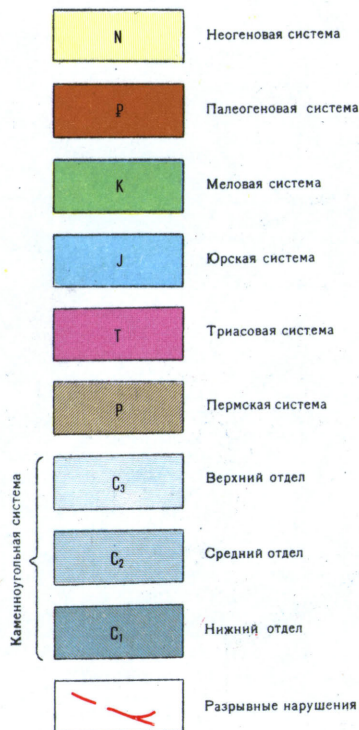 N Неогеновая система
₽ Палеогеновая система
K Меловая система
J Юрская система
T Триасовая система
P Пермская система
Каменноугольная система
C₃ Верхний отдел
C₂ Средний отдел
C₁ Нижний отдел
Разрывные нарушения